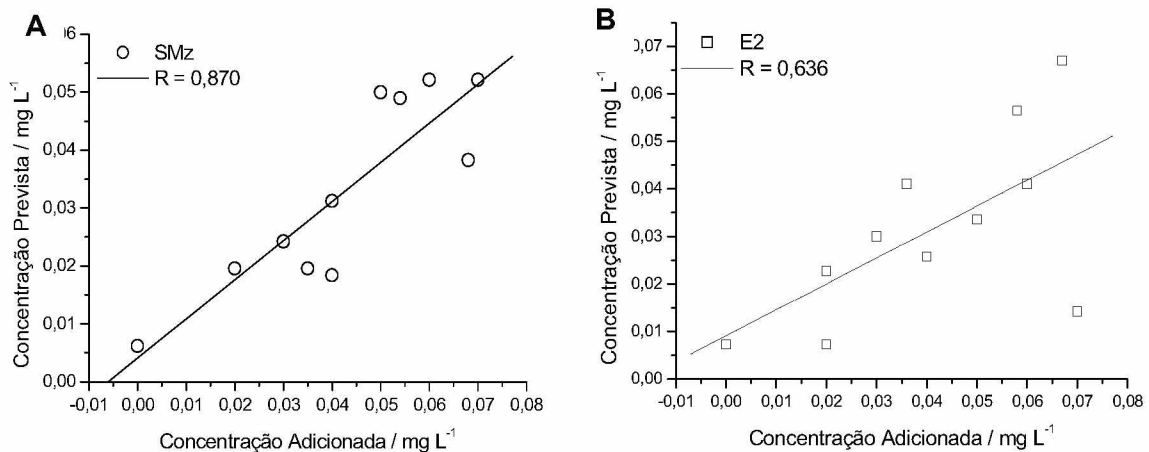 A
SMz
R = 0,870
Concentração Prevista / mg L⁻¹
0,05
0,04
0,03
0,02
0,01
0,00
-0,01 0,00 0,01 0,02 0,03 0,04 0,05 0,06 0,07 0,08
Concentração Adicionada / mg L⁻¹
B
E2
R = 0,636
Concentração Prevista / mg L⁻¹
0,07
0,06
0,05
0,04
0,03
0,02
0,01
0,00
-0,01 0,00 0,01 0,02 0,03 0,04 0,05 0,06 0,07 0,08
Concentração Adicionada / mg L⁻¹